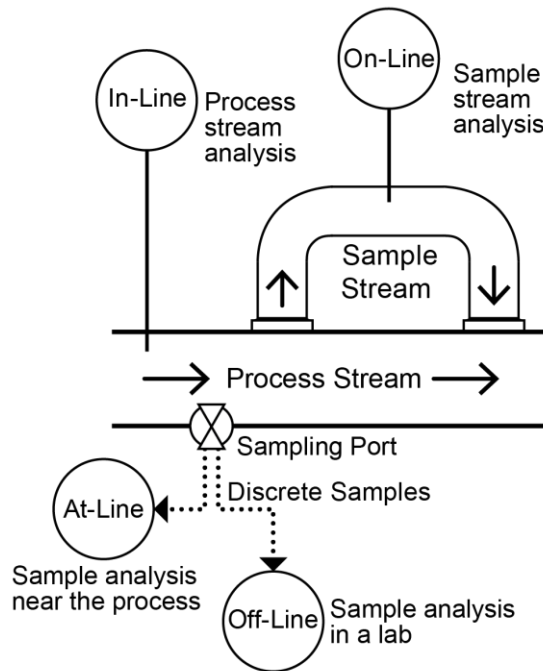 In-Line
Process
stream
analysis
On-Line
Sample
stream
analysis
Sample
Stream
Process Stream
Sampling Port
Discrete Samples
At-Line
Sample analysis
near the process
Off-Line
Sample analysis
in a lab